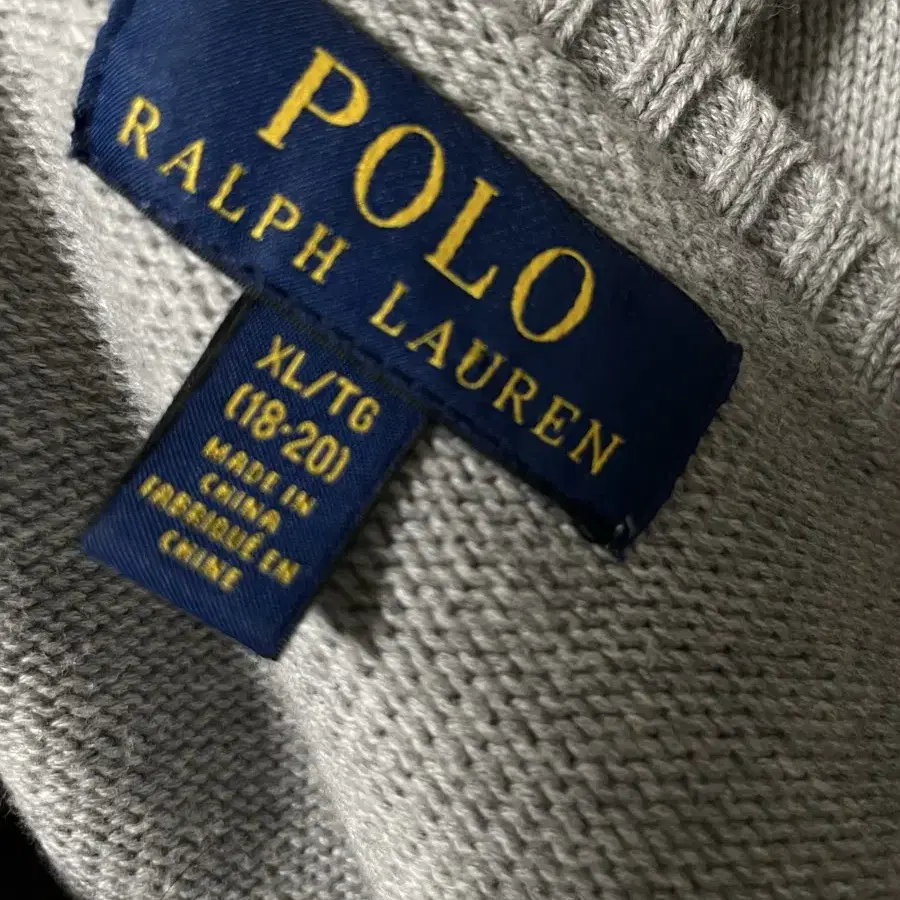 POLO
RALPH LAUREN
XL/TG
(18-20)
MADE IN
CHINA
FABRIQUÉ EN
CHINE